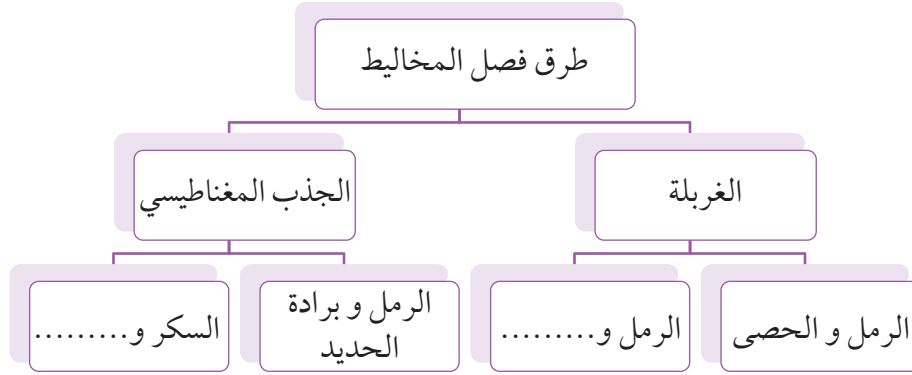 طرق فصل المخاليط
الغربلة
الجذب المغناطيسي
الرمل و الحصى
الرمل و.........
الرمل و برادة
الحديد
السكر و.........